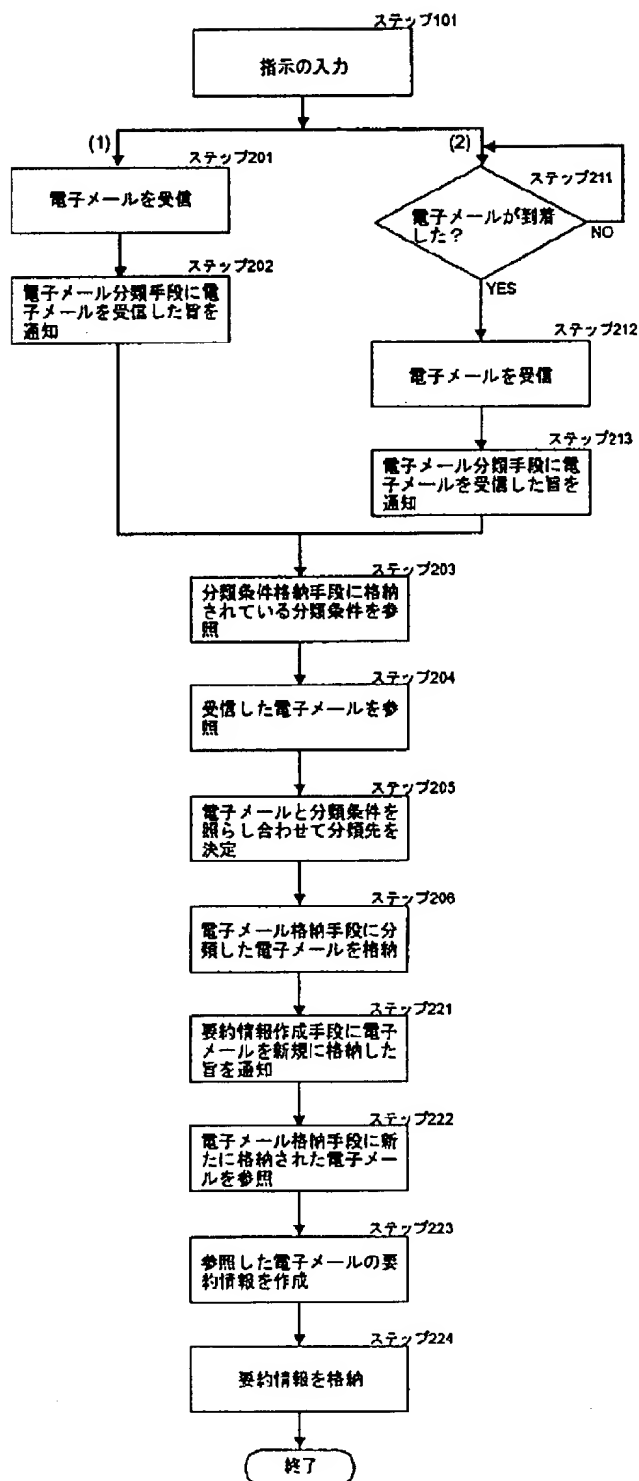 ステップ101
指示の入力
(1)
ステップ201
電子メールを受信
ステップ202
電子メール分類手段に電
子メールを受信した旨を
通知
(2)
ステップ211
電子メールが到着
した？
NO
YES
ステップ212
電子メールを受信
ステップ213
電子メール分類手段に電
子メールを受信した旨を
通知
ステップ203
分類条件格納手段に格納
されている分類条件を参
照
ステップ204
受信した電子メールを参
照
ステップ205
電子メールと分類条件を
照らし合わせて分類先を
決定
ステップ206
電子メール格納手段に分
類した電子メールを格納
ステップ221
要約情報作成手段に電子
メールを新規に格納した
旨を通知
ステップ222
電子メール格納手段に新
たに格納された電子メー
ルを参照
ステップ223
参照した電子メールの要
約情報を作成
ステップ224
要約情報を格納
終了